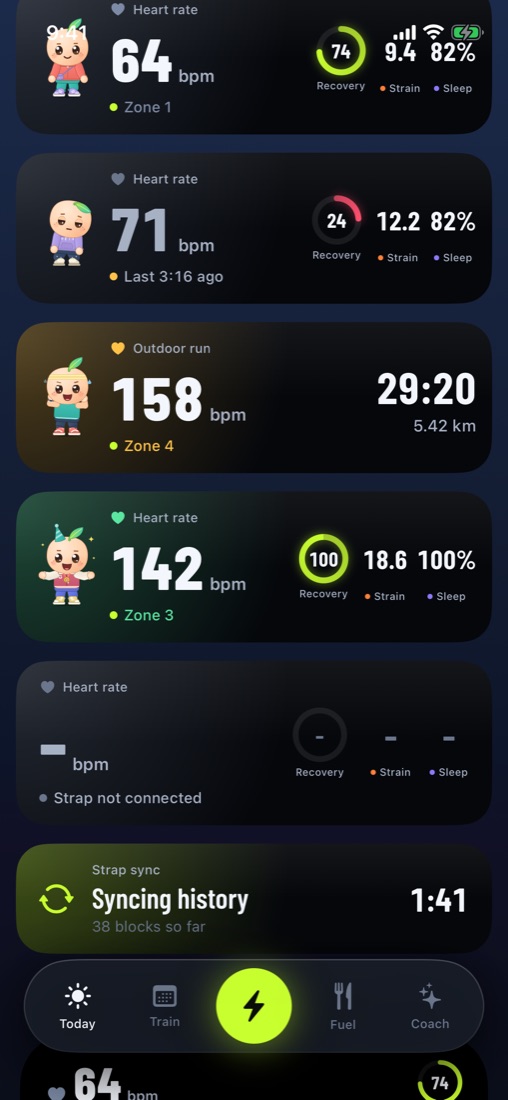 9:41
Heart rate
64 bpm
Zone 1
74
Recovery
9.4
Strain
82%
Sleep
Heart rate
71 bpm
Last 3:16 ago
24
Recovery
12.2
Strain
82%
Sleep
Outdoor run
158 bpm
Zone 4
29:20
5.42 km
Heart rate
142 bpm
Zone 3
100
Recovery
18.6
Strain
100%
Sleep
Heart rate
– bpm
Strap not connected
-
Recovery
–
Strain
–
Sleep
Strap sync
Syncing history
38 blocks so far
1:41
Today
Train
Fuel
Coach
64 bpm
74